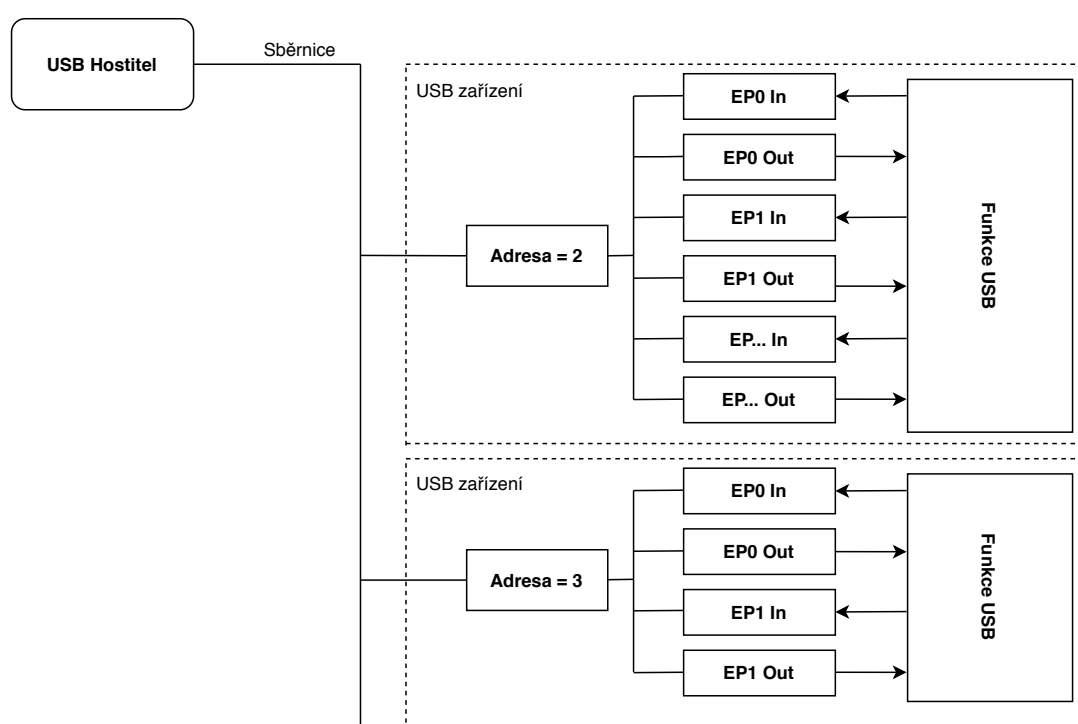 USB Hostitel
Sběrnice
USB zařízení
EP0 In
EP0 Out
EP1 In
Adresa = 2
EP1 Out
EP... In
EP... Out
Funkce USB
USB zařízení
EP0 In
EP0 Out
Adresa = 3
EP1 In
EP1 Out
Funkce USB